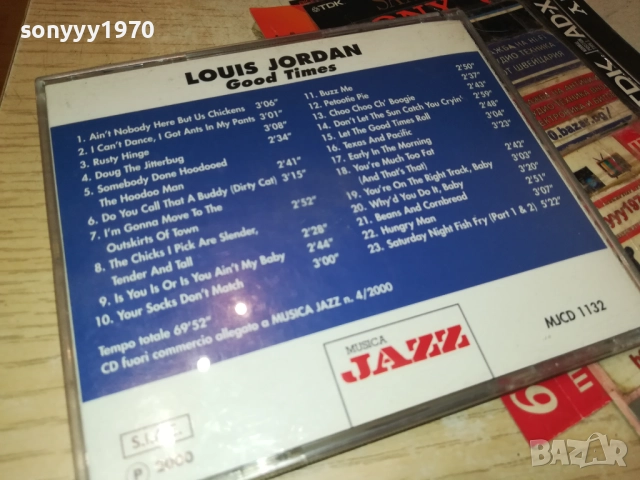 sonyyy1970
LOUIS JORDAN
Good Times
1. Ain't Nobody Here But Us Chickens 3'06"
2. I Can't Dance, I Got Ants In My Pants 3'01"
3. Rusty Hinge 3'08"
4. Doug The Jitterbug 2'34"
5. Somebody Done Hoodooed
The Hoodoo Man 2'41"
6. Do You Call That A Buddy (Dirty Cat) 3'15"
7. I'm Gonna Move To The
Outskirts Of Town 2'52"
8. The Chicks I Pick Are Slender,
Tender And Tall 2'28"
9. Is You Is Or Is You Ain't My Baby 2'44"
10. Your Socks Don't Match 3'00"
11. Buzz Me 2'50"
12. Petootie Pie 2'37"
13. Choo Choo Ch' Boogie 2'43"
14. Don't Let The Sun Catch You Cryin' 2'59"
15. Let The Good Times Roll 2'48"
16. Texas And Pacific 3'04"
17. Early In The Morning
18. You're Much Too Fat
(And That's That) 2'42"
19. You're On The Right Track, Baby 3'03"
20. Why'd You Do It, Baby 3'20"
21. Beans And Cornbread 2'51"
22. Hungry Man 3'07"
23. Saturday Night Fish Fry (Part 1 & 2) 5'22"
Tempo totale 69'52"
CD fuori commercio allegato a MUSICA JAZZ n. 4/2000
MUSICA
JAZZ
MJCD 1132
P 2000
TDK
SONY
TDK
ADX
0.bazar.bg/
6
BAZAR